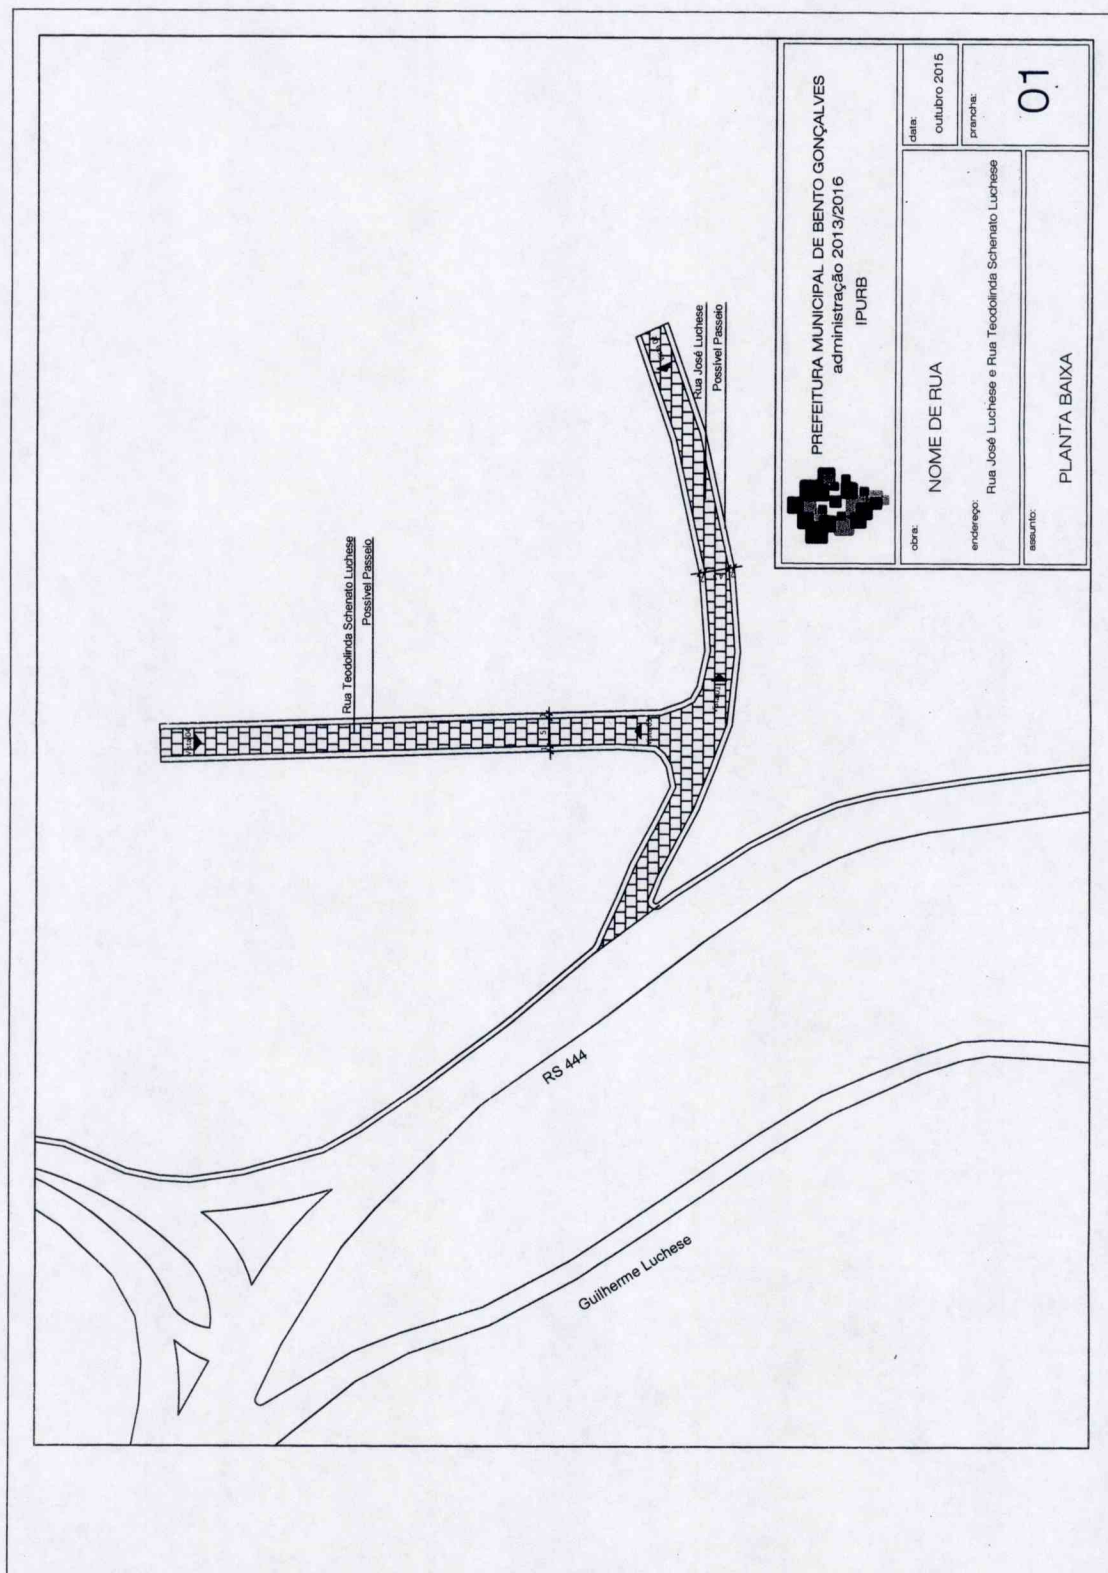 Rua Teodolinda Schenato Luchese
Possível Passeio
Rua José Luchese
Possível Passeio
RS 444
Guilherme Luchese
PREFEITURA MUNICIPAL DE BENTO GONÇALVES
administração 2013/2016
IPURB
obra:
NOME DE RUA
data:
outubro 2015
endereço:
Rua José Luchese e Rua Teodolinda Schenato Luchese
prancha:
01
assunto:
PLANTA BAIXA